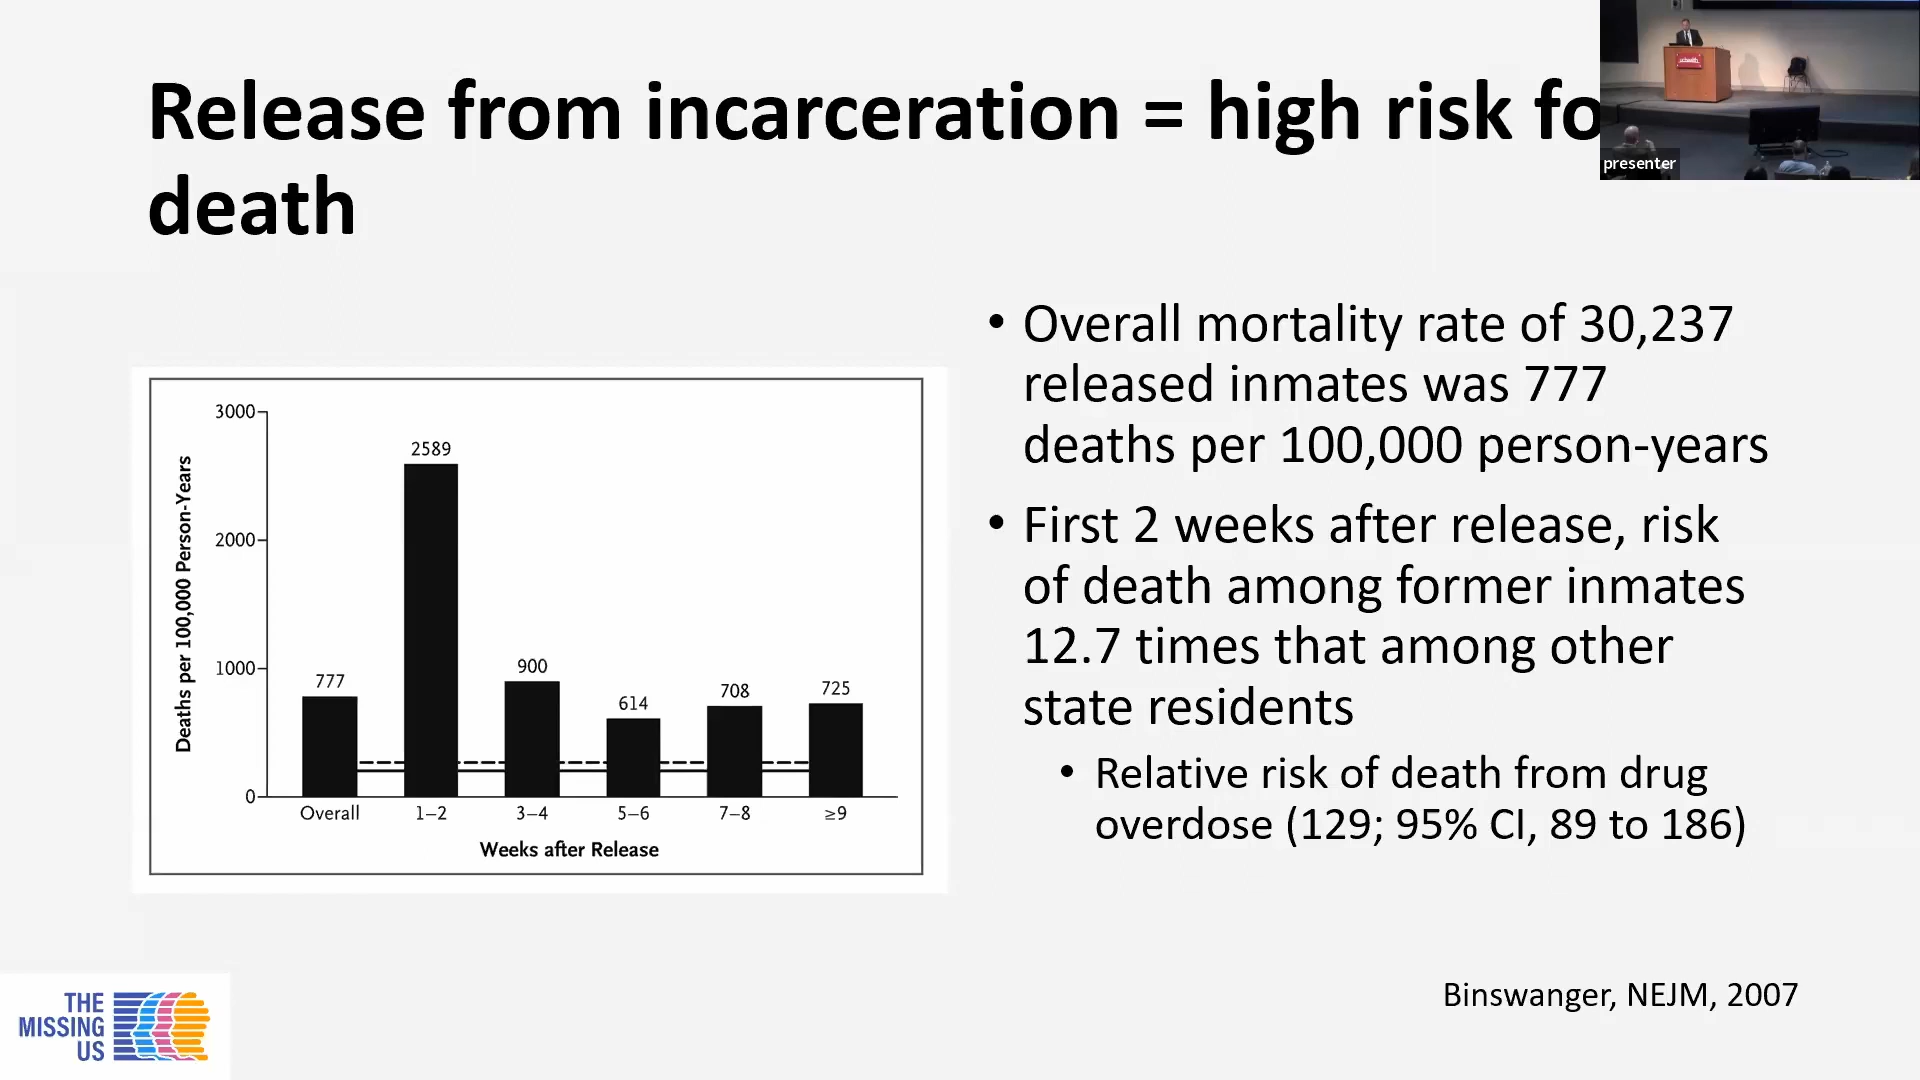 Release from incarceration = high risk fo
death
presenter
3000
2000
1000
0
Deaths per 100,000 Person-Years
777
2589
900
614
708
725
Overall
1–2
3–4
5–6
7–8
≥9
Weeks after Release
• Overall mortality rate of 30,237
released inmates was 777
deaths per 100,000 person-years
• First 2 weeks after release, risk
of death among former inmates
12.7 times that among other
state residents
• Relative risk of death from drug
overdose (129; 95% CI, 89 to 186)
Binswanger, NEJM, 2007
THE
MISSING
US